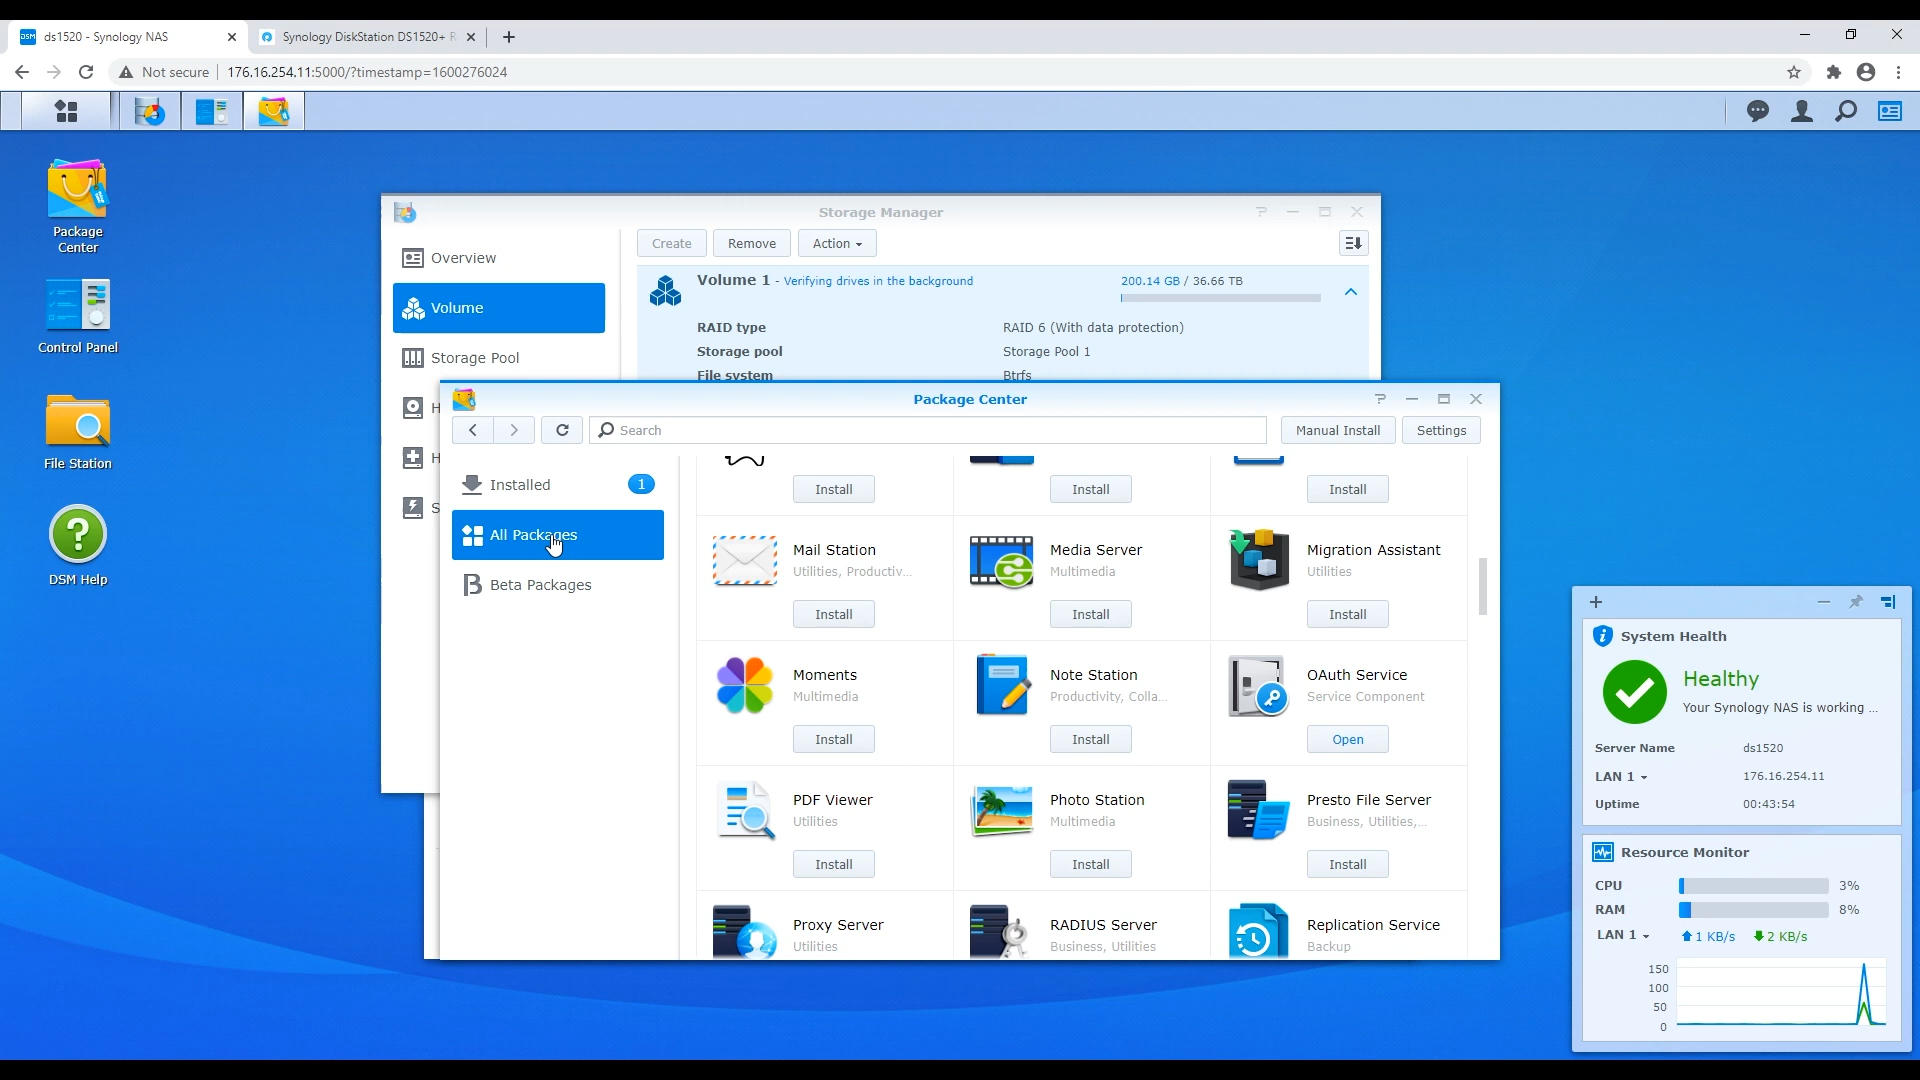 ds1520 - Synology NAS
Synology DiskStation DS1520+ R
Not secure
176.16.254.11:5000/?timestamp=1600276024
Package
Center
Control Panel
File Station
DSM Help
Storage Manager
Overview
Volume
Storage Pool
H
H
S
Create
Remove
Action
Volume 1 - Verifying drives in the background
200.14 GB / 36.66 TB
RAID type
RAID 6 (With data protection)
Storage pool
Storage Pool 1
File system
Btrfs
Package Center
Search
Manual Install
Settings
Installed
1
All Packages
Beta Packages
Install
Install
Install
Mail Station
Utilities, Productiv...
Install
Media Server
Multimedia
Install
Migration Assistant
Utilities
Install
Moments
Multimedia
Install
Note Station
Productivity, Colla...
Install
OAuth Service
Service Component
Open
PDF Viewer
Utilities
Install
Photo Station
Multimedia
Install
Presto File Server
Business, Utilities,...
Install
Proxy Server
Utilities
RADIUS Server
Business, Utilities
Replication Service
Backup
System Health
Healthy
Your Synology NAS is working ...
Server Name
ds1520
LAN 1
176.16.254.11
Uptime
00:43:54
Resource Monitor
CPU
3%
RAM
8%
LAN 1
1 KB/s
2 KB/s
150
100
50
0